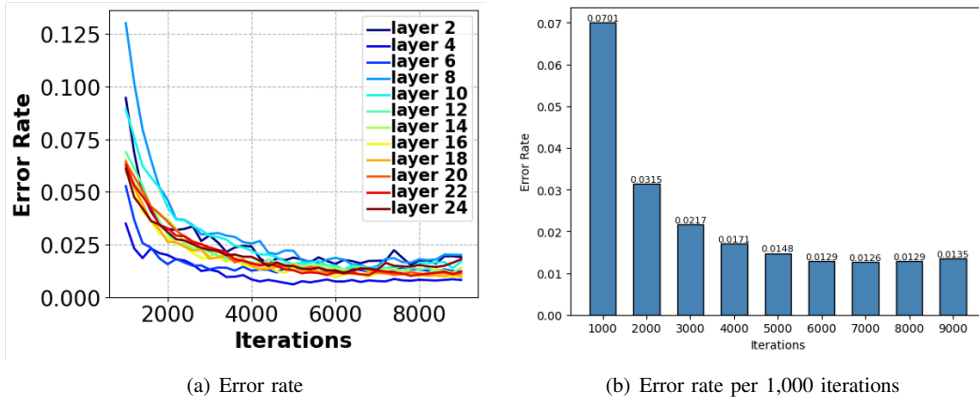 0.125
0.100
0.075
0.050
0.025
0.000
Error Rate
2000 4000 6000 8000
Iterations
layer 2
layer 4
layer 6
layer 8
layer 10
layer 12
layer 14
layer 16
layer 18
layer 20
layer 22
layer 24
(a) Error rate
0.07
0.06
0.05
0.04
0.03
0.02
0.01
0.00
Error Rate
0.0701
0.0315
0.0217
0.0171
0.0148
0.0129
0.0126
0.0129
0.0135
1000 2000 3000 4000 5000 6000 7000 8000 9000
Iterations
(b) Error rate per 1,000 iterations